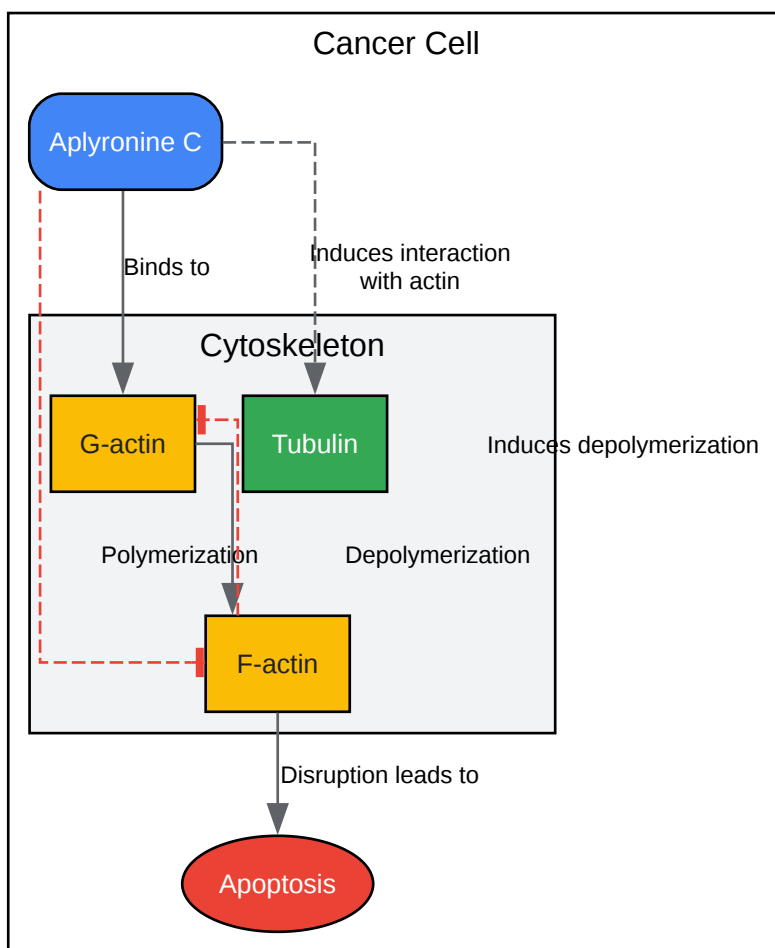 Cancer Cell
Aplyronine C
Binds to
Induces interaction
with actin
Cytoskeleton
G-actin
Tubulin
Induces depolymerization
Polymerization
Depolymerization
F-actin
Disruption leads to
Apoptosis